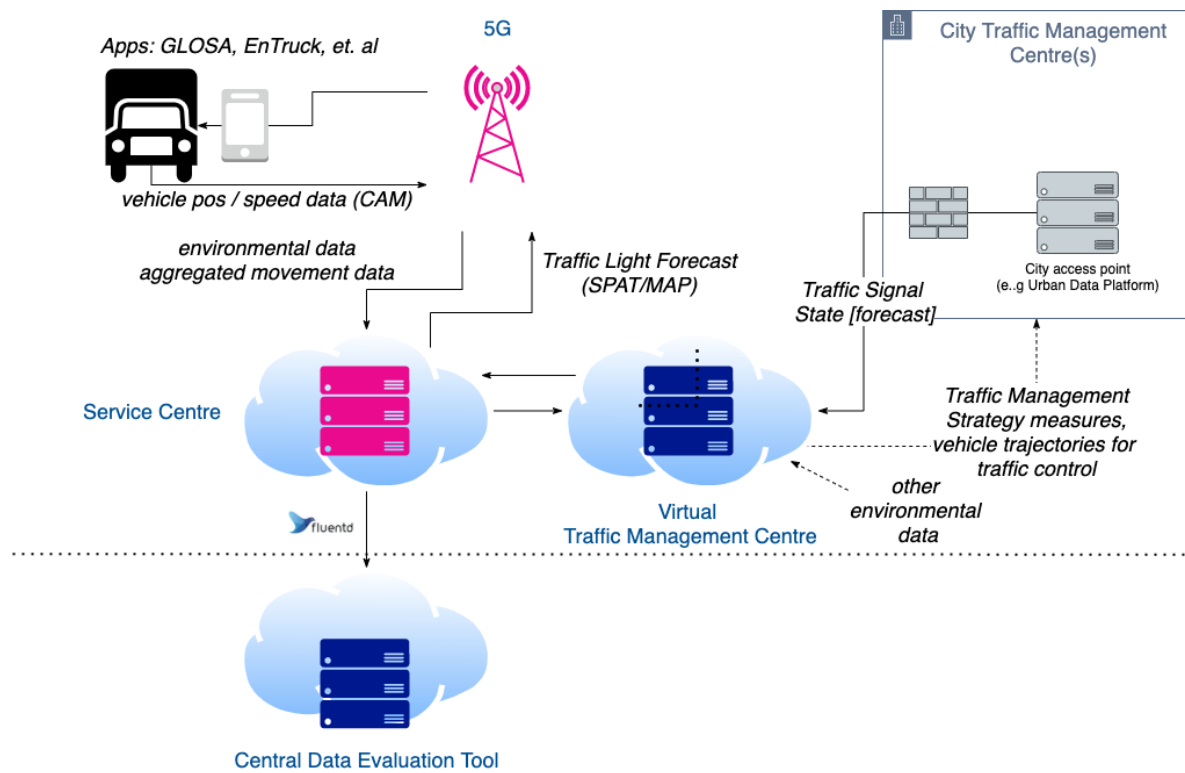 Apps: GLOSA, EnTruck, et. al
5G
City Traffic Management
Centre(s)
vehicle pos / speed data (CAM)
environmental data
aggregated movement data
Traffic Light Forecast
(SPAT/MAP)
City access point
(e..g Urban Data Platform)
Traffic Signal
State [forecast]
Service Centre
Traffic Management
Strategy measures,
vehicle trajectories for
traffic control
other
environmental
data
Virtual
Traffic Management Centre
fluentd
Central Data Evaluation Tool